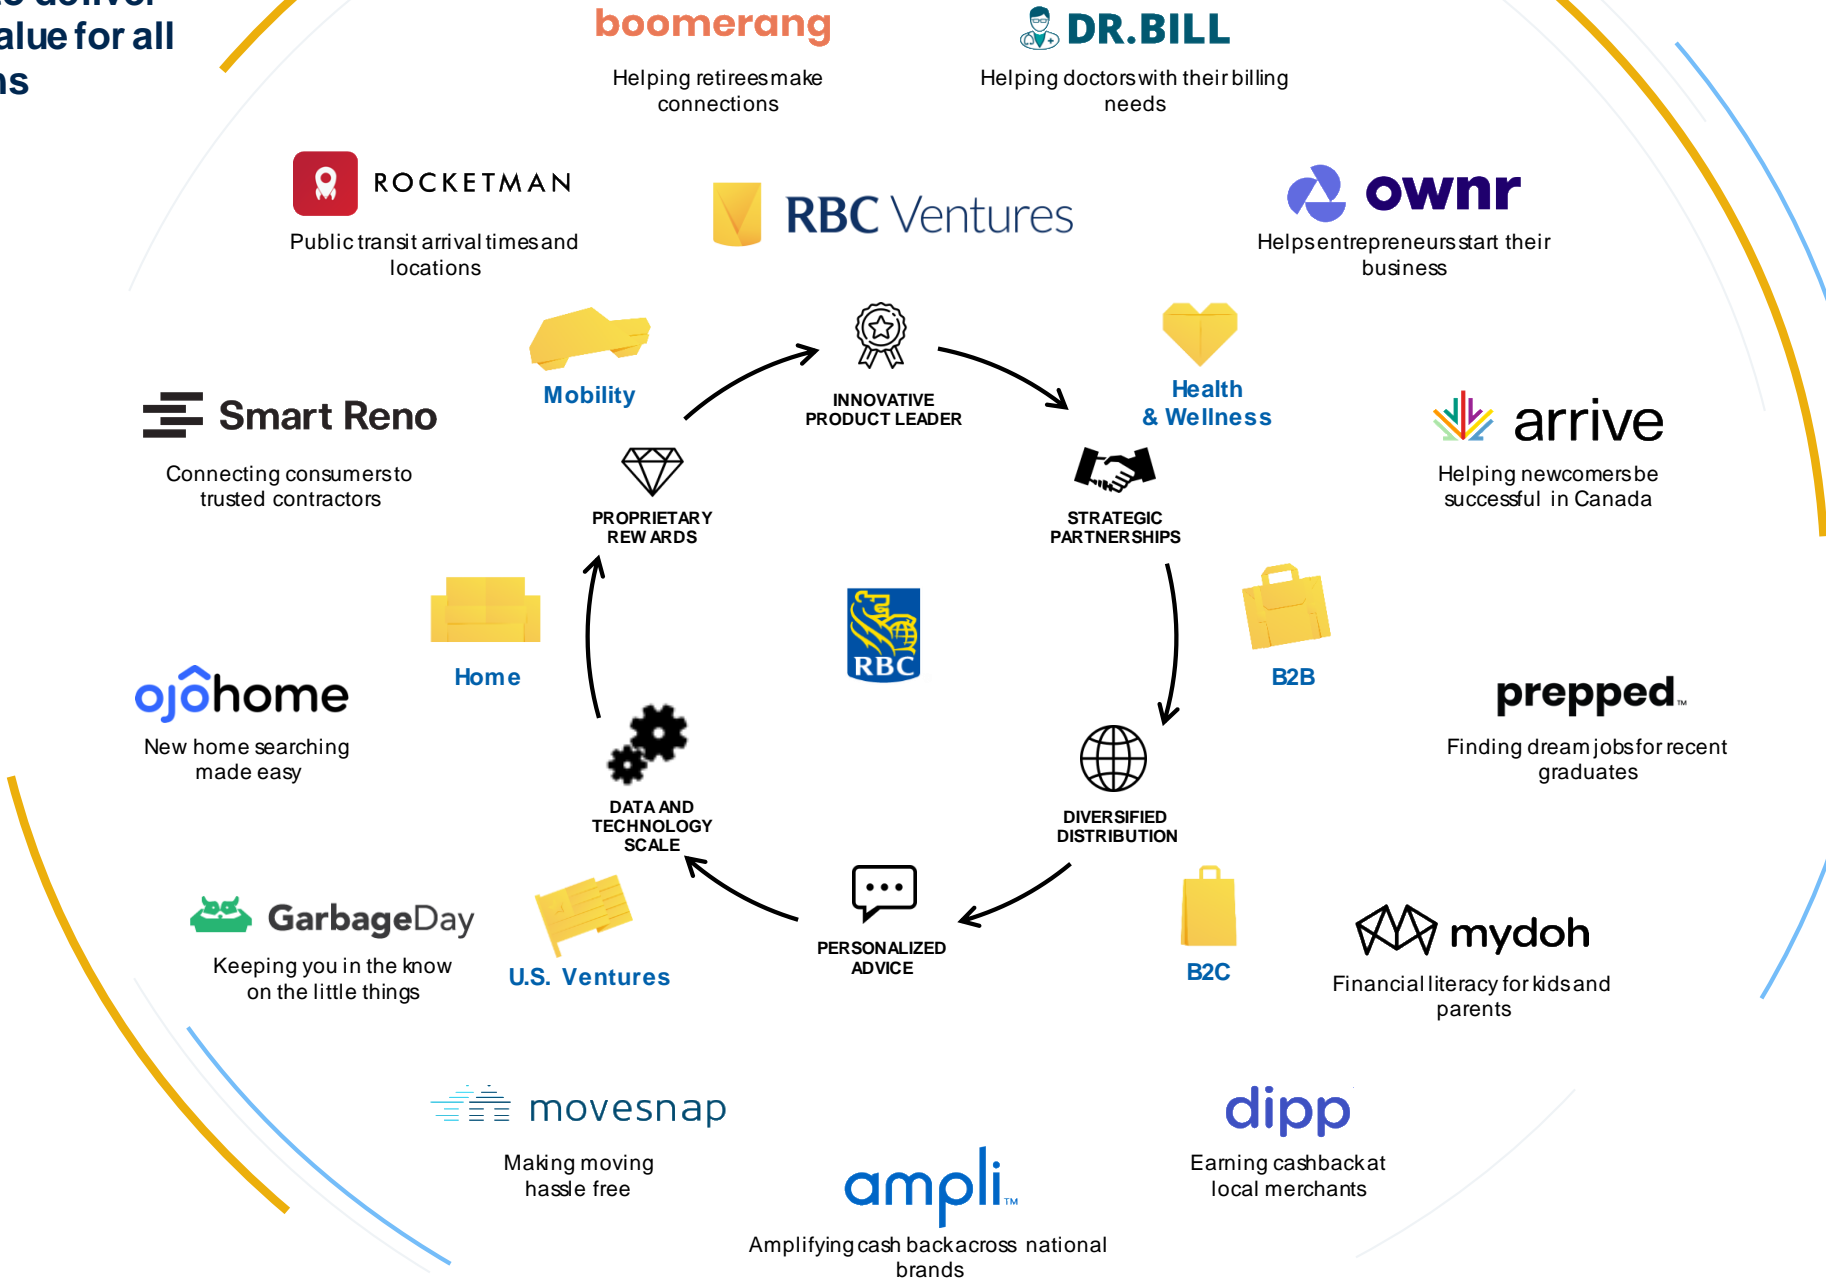 alue for all
boomerang
DR.BILL
Helping retirees make
connections
Helping doctors with their billing
needs
ROCKETMAN
Public transit arrival times and
locations
RBC Ventures
ownr
Helps entrepreneurs start their
business
Mobility
INNOVATIVE
PRODUCT LEADER
Health
& Wellness
Smart Reno
Connecting consumers to
trusted contractors
arrive
Helping newcomers be
successful in Canada
PROPRIETARY
REWARDS
STRATEGIC
PARTNERSHIPS
Home
RBC
B2B
ojôhome
New home searching
made easy
prepped™
Finding dream jobs for recent
graduates
DATA AND
TECHNOLOGY
SCALE
DIVERSIFIED
DISTRIBUTION
GarbageDay
Keeping you in the know
on the little things
U.S. Ventures
PERSONALIZED
ADVICE
B2C
mydoh
Financial literacy for kids and
parents
movesnap
Making moving
hassle free
dipp
Earning cashback at
local merchants
ampli™
Amplifying cash back across national
brands